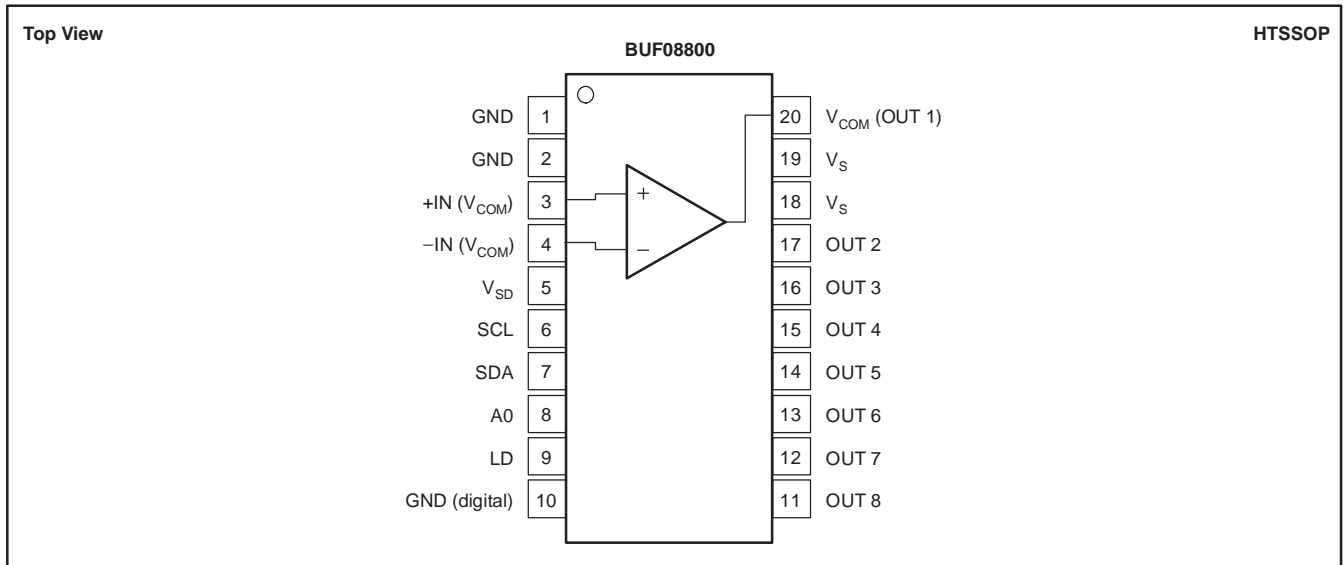 Top View
HTSSOP
BUF08800
GND 1
GND 2
+IN (VCOM) 3
−IN (VCOM) 4
VSD 5
SCL 6
SDA 7
A0 8
LD 9
GND (digital) 10
+
−
20 VCOM (OUT 1)
19 VS
18 VS
17 OUT 2
16 OUT 3
15 OUT 4
14 OUT 5
13 OUT 6
12 OUT 7
11 OUT 8